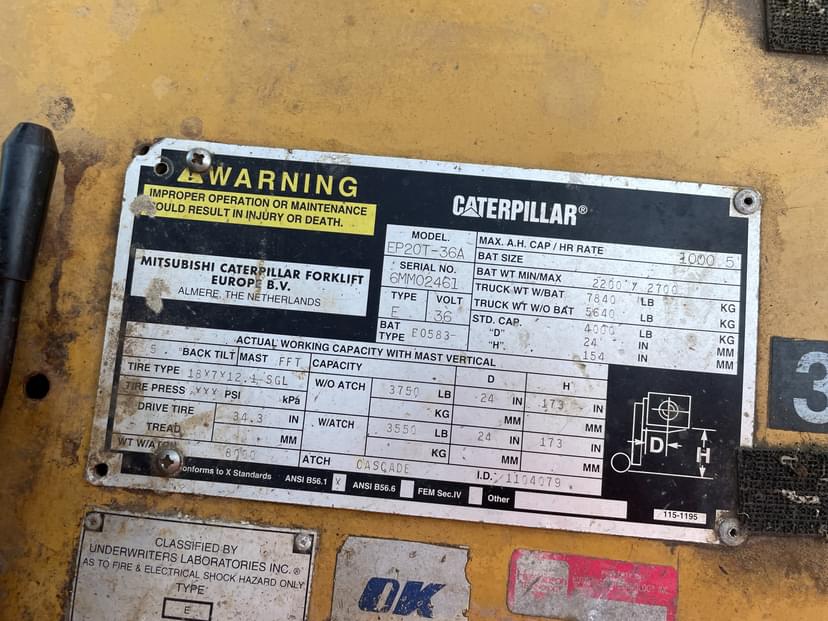 WARNING
IMPROPER OPERATION OR MAINTENANCE
COULD RESULT IN INJURY OR DEATH.
CATERPILLAR®
MITSUBISHI CATERPILLAR FORKLIFT
EUROPE B.V.
ALMERE, THE NETHERLANDS
MODEL.
EP20T-36A
SERIAL NO.
6MM02461
TYPE VOLT
E 36
BAT TYPE E0583-
MAX. A.H. CAP / HR RATE 1000 5
BAT SIZE
BAT WT MIN/MAX 2200 / 2700
TRUCK WT W/BAT 7840 LB KG
TRUCK WT W/O BAT 5640 LB KG
STD. CAP. 4000 LB KG
"D" 24 IN MM
"H" 154 IN MM
ACTUAL WORKING CAPACITY WITH MAST VERTICAL
5 BACK TILT MAST FFT CAPACITY D H
TIRE TYPE 18X7X12.1 SGL
W/O ATCH 3750 LB 24 IN 173 IN
TIRE PRESS. XXX PSI kPa KG MM MM
DRIVE TIRE 34.3 IN
W/ATCH 3550 LB 24 IN 173 IN
TREAD MM KG MM MM
WT W/ATCH 8000 ATCH CASCADE I.D. 1104079
Conforms to X Standards ANSI B56.1 X ANSI B56.6 FEM Sec.IV Other
D H
115-1195
3
CLASSIFIED BY
UNDERWRITERS LABORATORIES INC.®
AS TO FIRE & ELECTRICAL SHOCK HAZARD ONLY
TYPE
E
OK